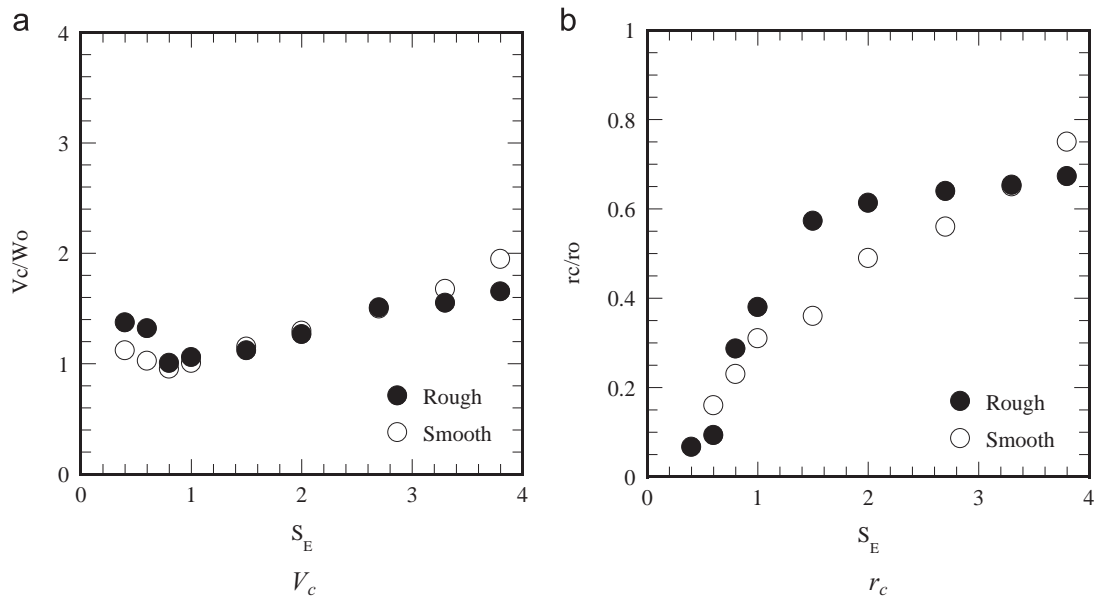 a
4
3
2
1
0
Vc/Wo
Rough
Smooth
0 1 2 3 4
S_E
V_c
b
1
0.8
0.6
0.4
0.2
0
rc/ro
Rough
Smooth
0 1 2 3 4
S_E
r_c